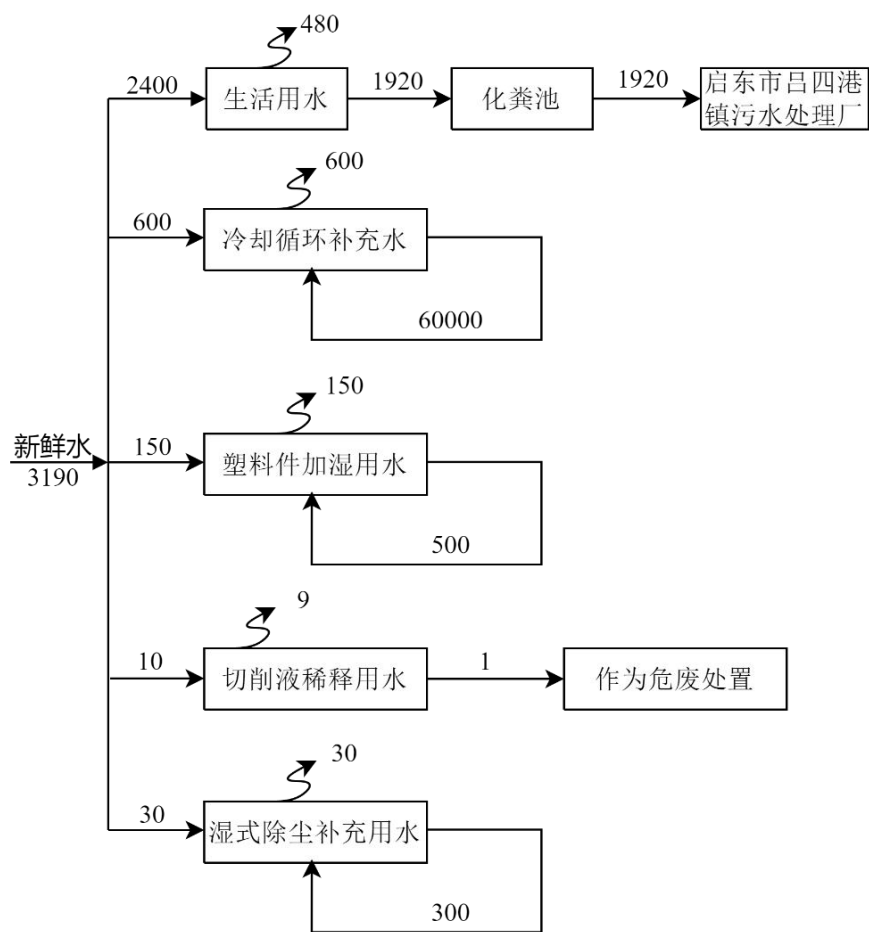 480
2400
生活用水
1920
化粪池
1920
启东市吕四港
镇污水处理厂
600
600
冷却循环补充水
60000
150
新鲜水
3190
150
塑料件加湿用水
500
9
10
切削液稀释用水
1
作为危废处置
30
30
湿式除尘补充用水
300